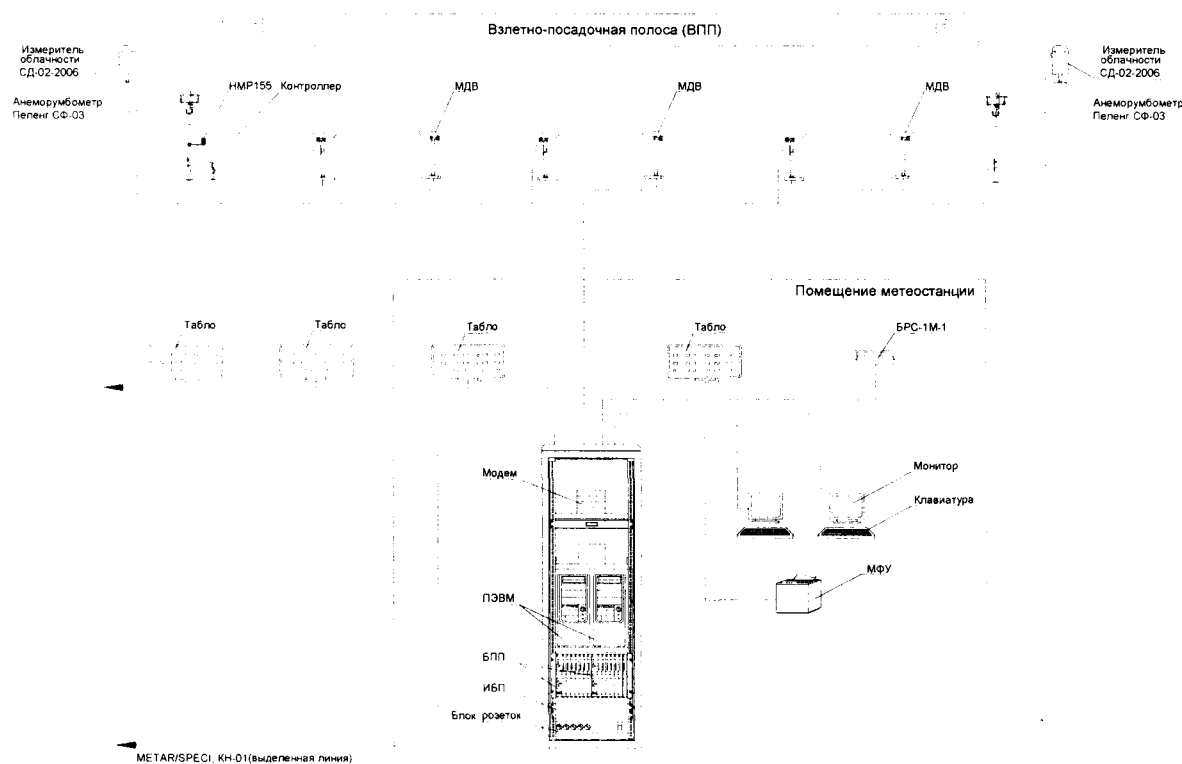 Взлетно-посадочная полоса (ВПП)
Измеритель
облачности
СД-02-2006
Измеритель
облачности
СД-02-2006
Анеморумбометр
Пеленг СФ-03
HMP155
Контроллер
МДВ
МДВ
МДВ
Анеморумбометр
Пеленг СФ-03
Помещение метеостанции
Табло
Табло
Табло
Табло
БРС-1М-1
Модем
Монитор
Клавиатура
МФУ
ПЭВМ
БПП
ИБП
Блок розеток
METAR/SPECI, КН-01(выделенная линия)